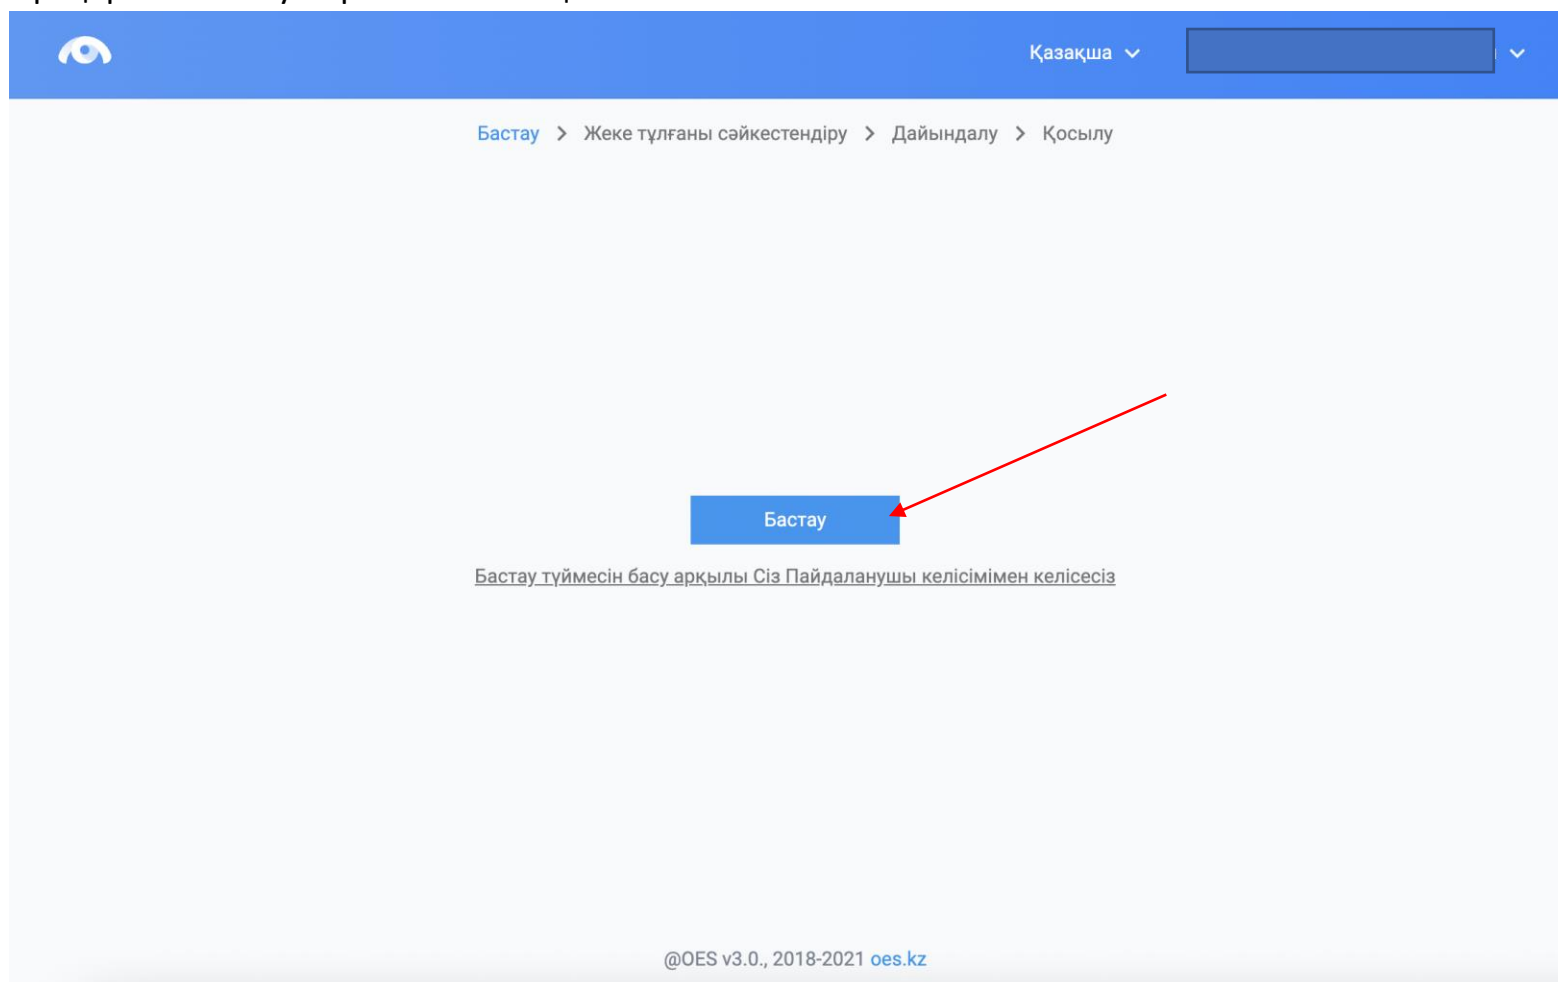 Қазақша
Бастау > Жеке тұлғаны сәйкестендіру > Дайындалу > Қосылу
Бастау
Бастау түймесін басу арқылы Сіз Пайдаланушы келісімімен келісесіз
@OES v3.0., 2018-2021 oes.kz